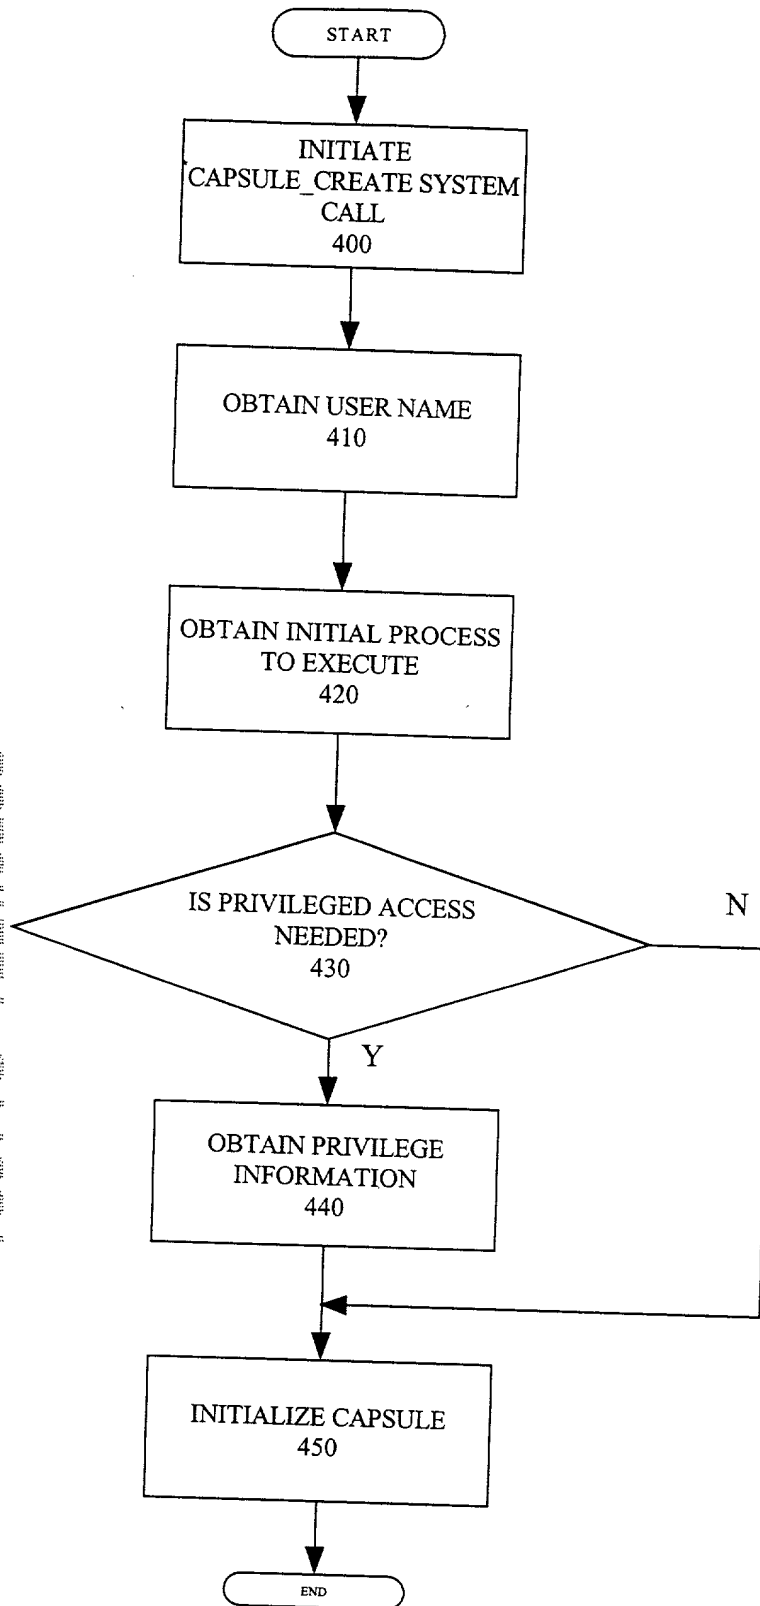 START
INITIATE
CAPSULE_CREATE SYSTEM
CALL
400
OBTAIN USER NAME
410
OBTAIN INITIAL PROCESS
TO EXECUTE
420
IS PRIVILEGED ACCESS
NEEDED?
430
N
Y
OBTAIN PRIVILEGE
INFORMATION
440
INITIALIZE CAPSULE
450
END